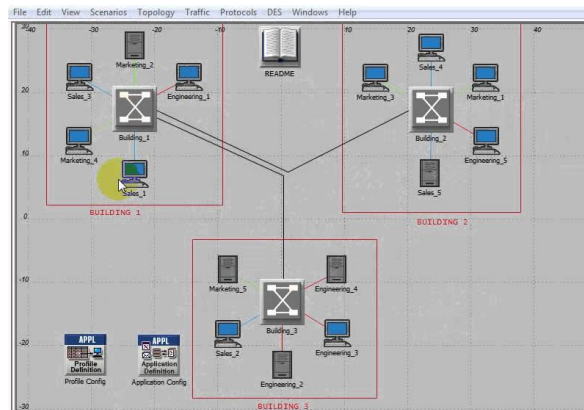 File Edit View Scenarios Topology Traffic Protocols DES Windows Help
30 -40 -30 -20 20 30 40
Marketing_2
README
Sales_4
Sales_3
Engineering_1
Marketing_3
Marketing_1
20
Building_1
Building_2
Marketing_4
Engineering_5
10
Sales_1
Sales_5
BUILDING 1
BUILDING 2
0
-10
Marketing_5
Engineering_4
Building_3
-20
Sales_2
Engineering_3
APPL
Profile
Definition
Profile Config
APPL
Application
Definition
Application Config
Engineering_2
-30
BUILDING 3